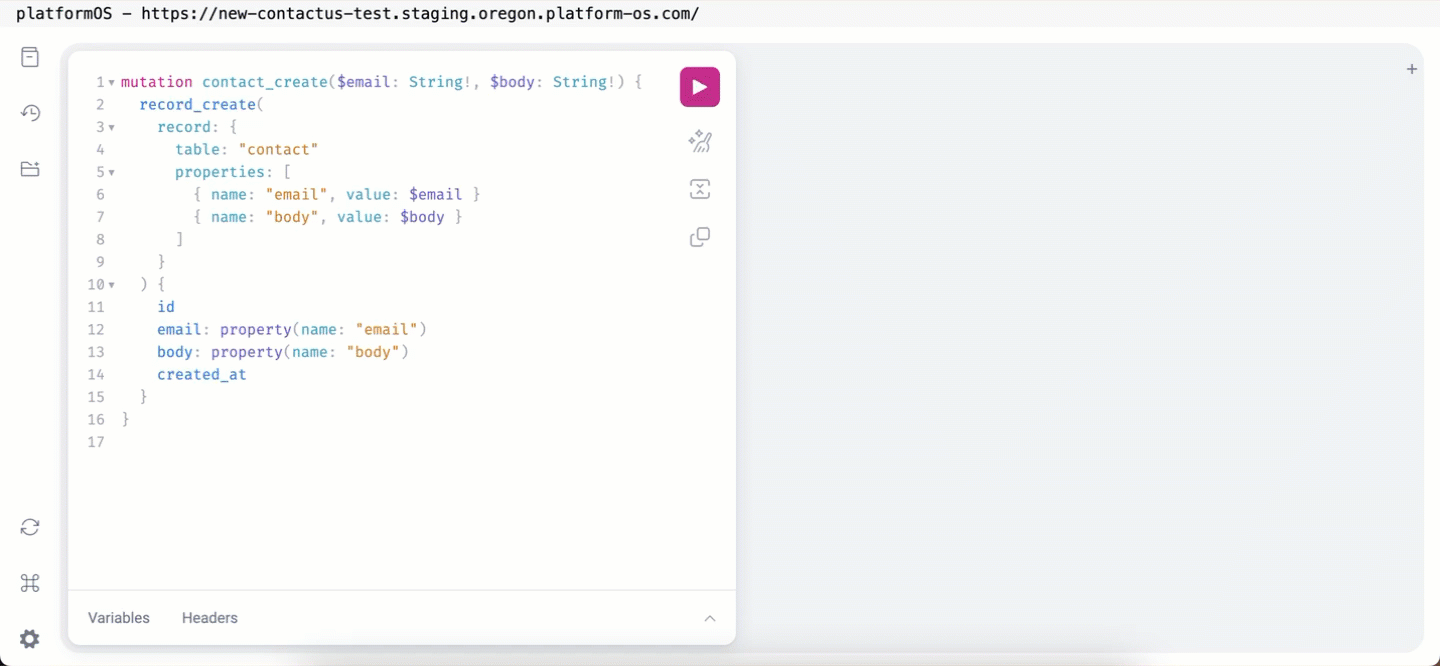 platformOS – https://new-contactus-test.staging.oregon.platform-os.com/
1 mutation contact_create($email: String!, $body: String!) {
2 record_create(
3 record: {
4 table: "contact"
5 properties: [
6 { name: "email", value: $email }
7 { name: "body", value: $body }
8 ]
9 }
10 ) {
11 id
12 email: property(name: "email")
13 body: property(name: "body")
14 created_at
15 }
16 }
17
Variables Headers